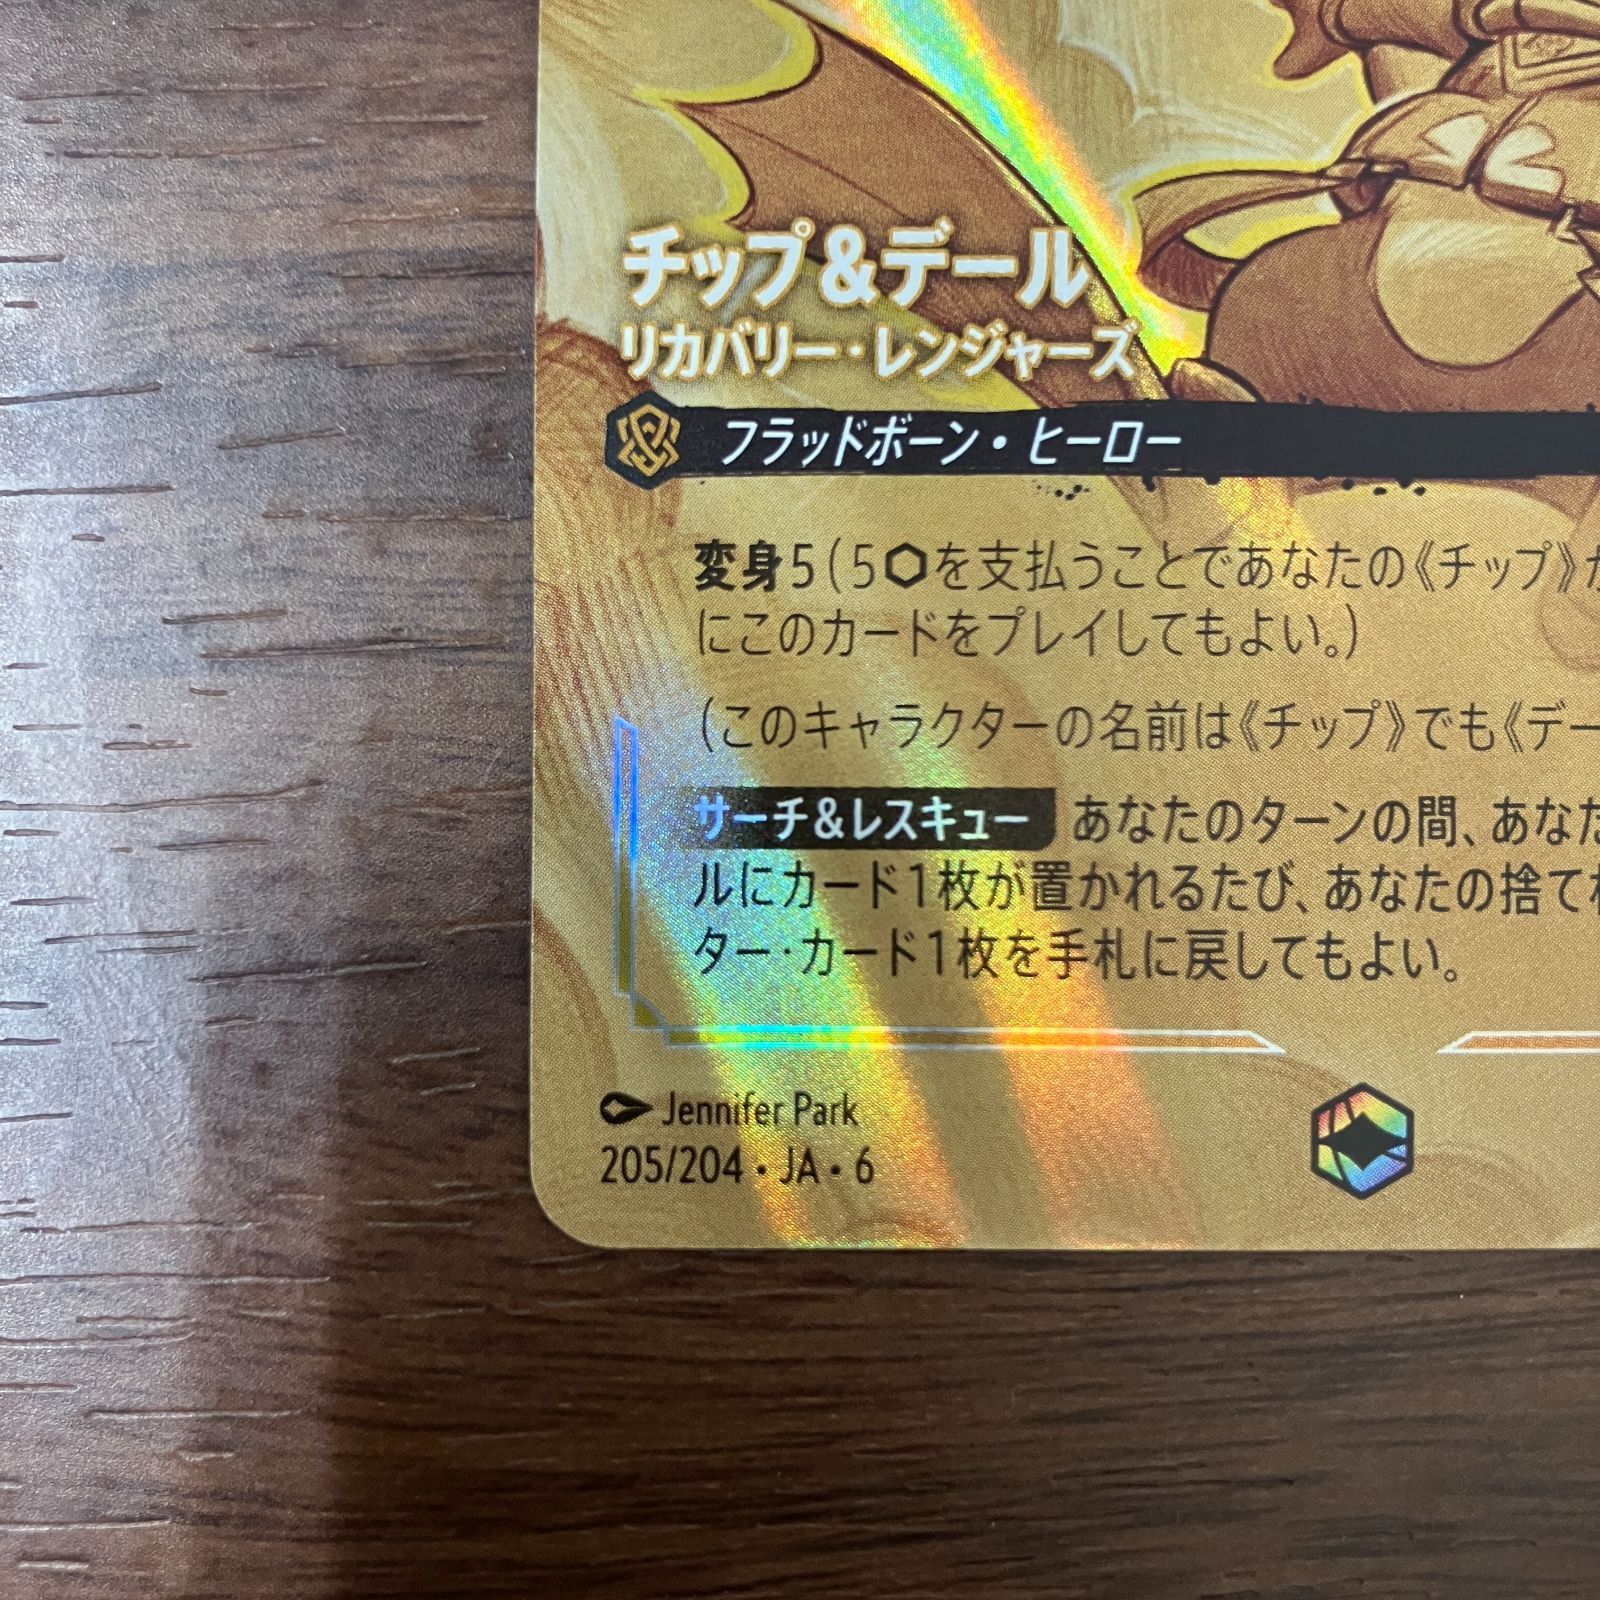 チップ&デール
リカバリー・レンジャーズ
フラッドボーン・ヒーロー
変身5(5⬡を支払うことであなたの《チップ》か
にこのカードをプレイしてもよい。)
(このキャラクターの名前は《チップ》でも《デー
サーチ&レスキュー あなたのターンの間、あなた
ルにカード1枚が置かれるたび、あなたの捨て
ター・カード1枚を手札に戻してもよい。
Jennifer Park
205/204・JA・6